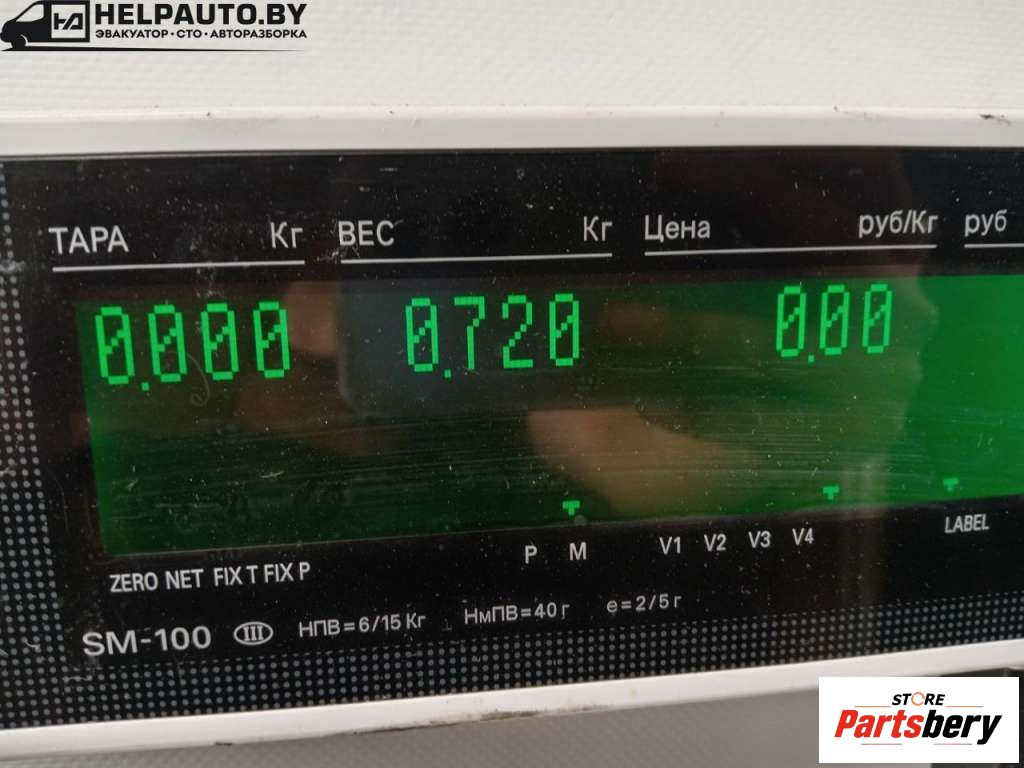 HELPAUTO.BY
ЭВАКУАТОР · СТО · АВТОРАЗБОРКА
ТАРА Кг ВЕС Кг Цена руб/Кг руб
0.000 0.720 0.00
P M V1 V2 V3 V4 LABEL
ZERO NET FIX T FIX P
SM-100 III НПВ=6/15 Кг НмПВ=40 г e=2/5 г
STORE
Partsbery